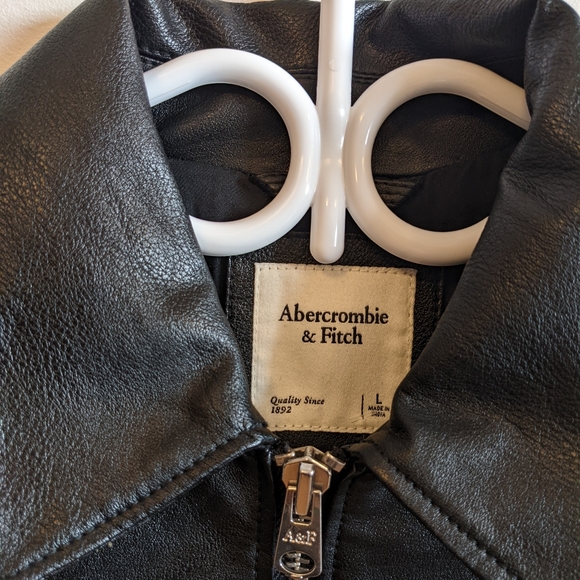 Abercrombie
& Fitch
Quality Since
1892
L
MADE IN
A&F